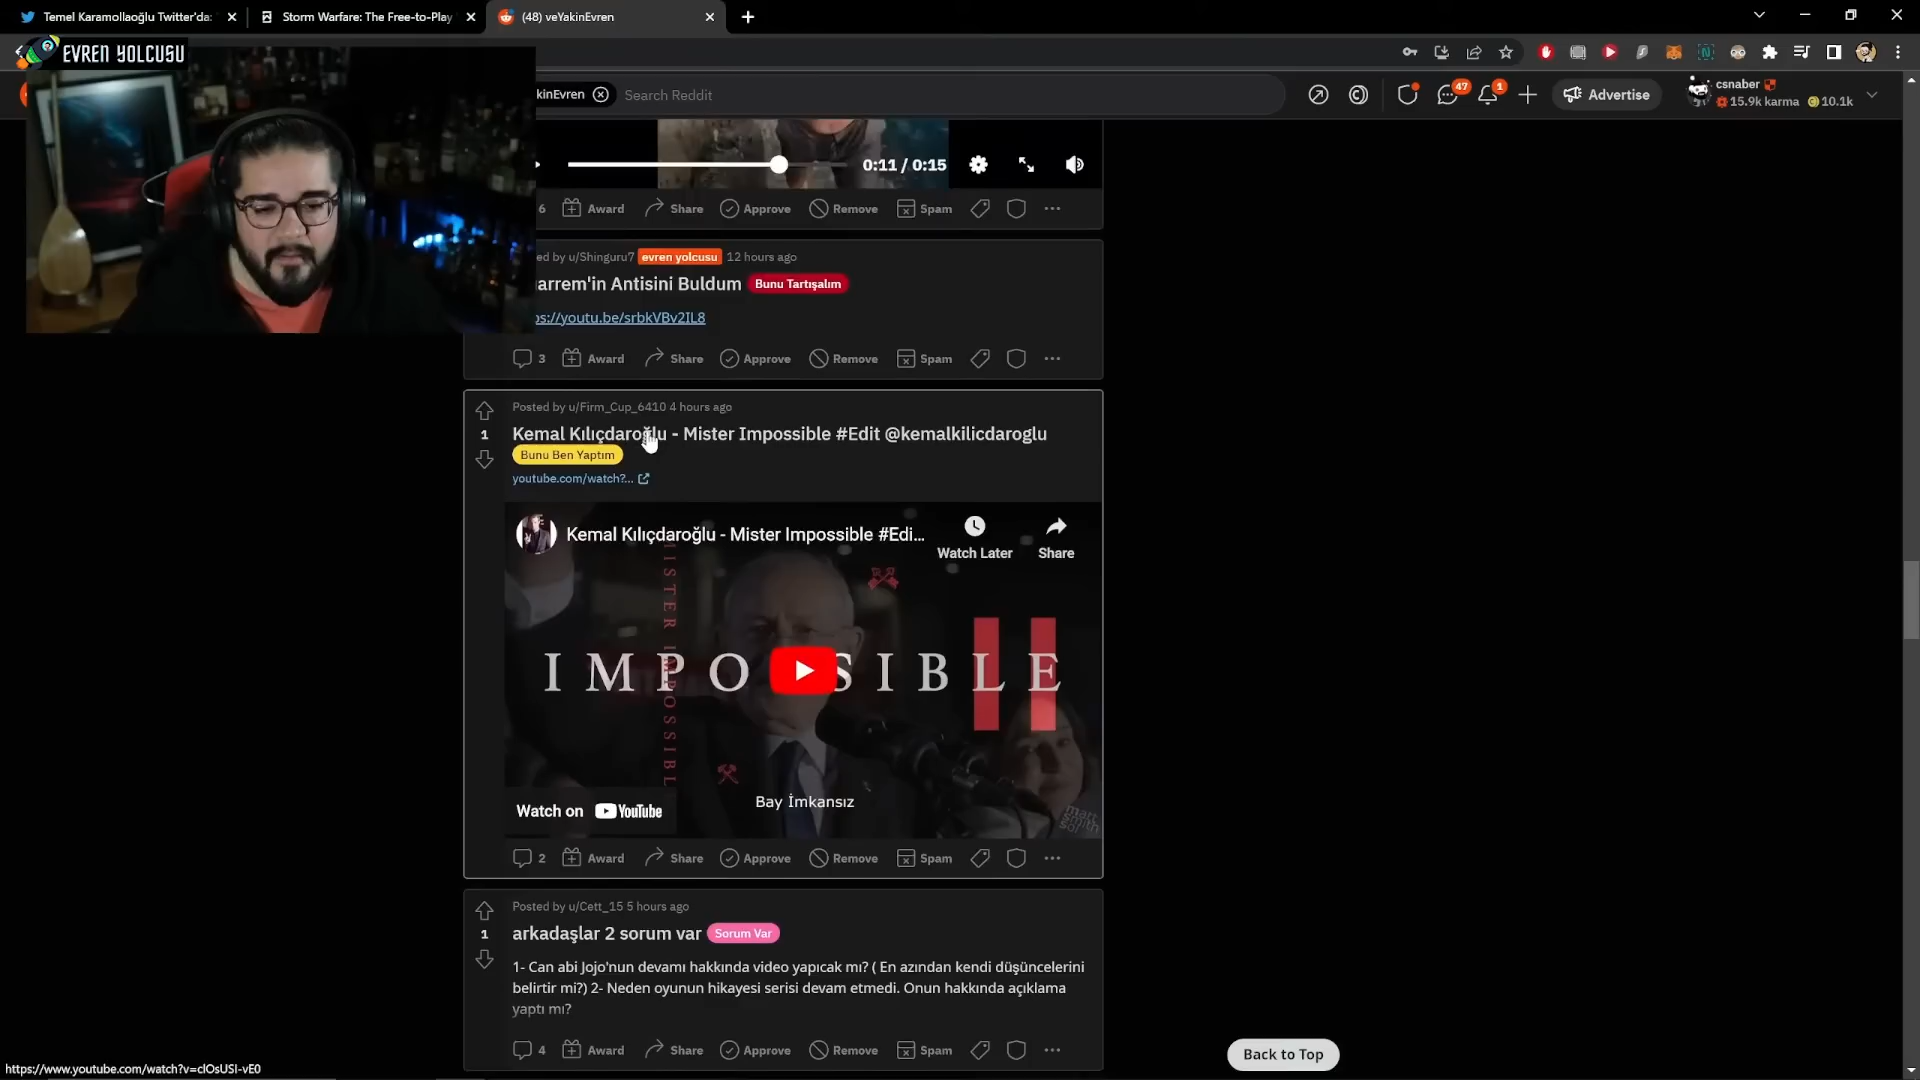 Temel Karamollaoğlu Twitter'da:
Storm Warfare: The Free-to-Play
(48) veYakinEvren
EVREN YOLCUSU
kinEvren
Search Reddit
47
1
Advertise
csnaber
15.9k karma
10.1k
0:11 / 0:15
6
Award
Share
Approve
Remove
Spam
ed by u/Shinguru7
evren yolcusu
12 hours ago
arrem'in Antisini Buldum
Bunu Tartışalım
ps://youtu.be/srbkVBv2IL8
3
Award
Share
Approve
Remove
Spam
Posted by u/Firm_Cup_6410 4 hours ago
1
Kemal Kılıçdaroğlu - Mister Impossible #Edit @kemalkilicdaroglu
Bunu Ben Yaptım
youtube.com/watch?...
Kemal Kılıçdaroğlu - Mister Impossible #Edi...
Watch Later
Share
MISTER IMPOSSIBL
IMPOSSIBLE
Bay İmkansız
Watch on YouTube
2
Award
Share
Approve
Remove
Spam
Posted by u/Cett_15 5 hours ago
1
arkadaşlar 2 sorum var
Sorum Var
1- Can abi Jojo'nun devamı hakkında video yapıcak mı? ( En azından kendi düşüncelerini
belirtir mi?) 2- Neden oyunun hikayesi serisi devam etmedi. Onun hakkında açıklama
yaptı mı?
4
Award
Share
Approve
Remove
Spam
Back to Top
https://www.youtube.com/watch?v=clOsUSl-vE0